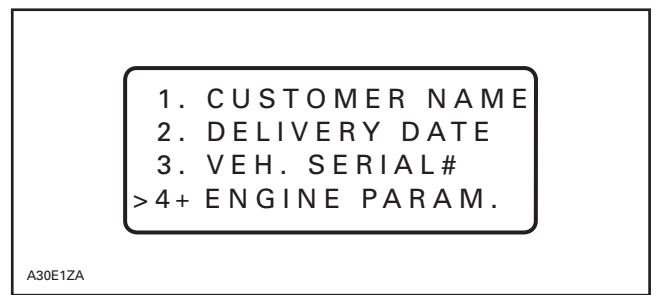 1. CUSTOMER NAME
2. DELIVERY DATE
3. VEH. SERIAL#
>4+ ENGINE PARAM.
A30E1ZA